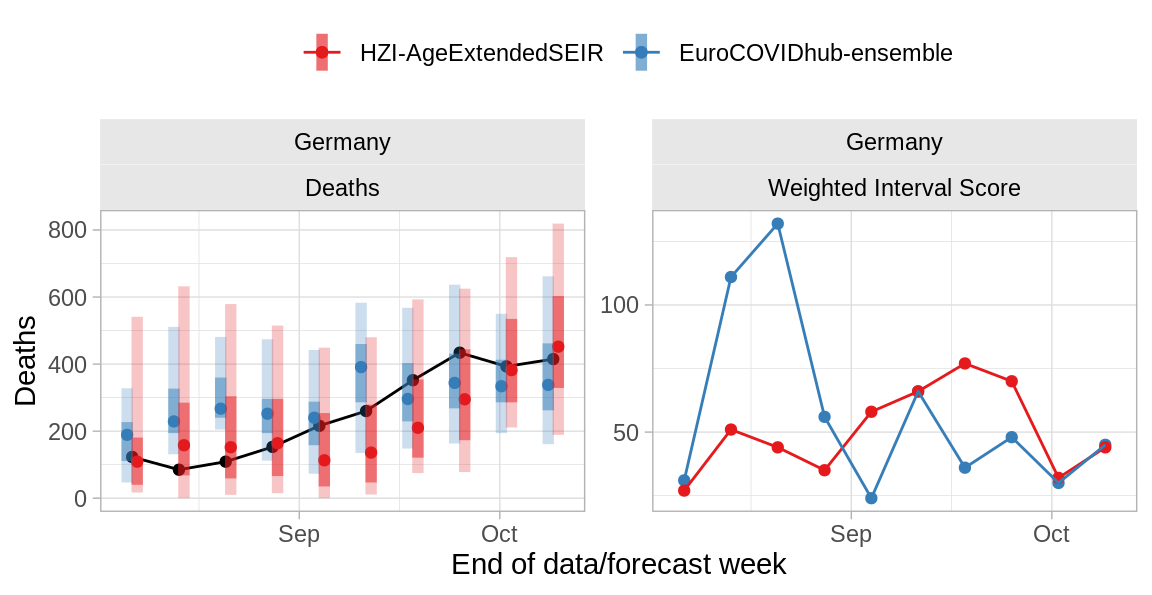 HZI-AgeExtendedSEIR EuroCOVIDhub-ensemble
Germany
Deaths
Germany
Weighted Interval Score
Deaths
800
600
400
200
0
100
50
Sep Oct
Sep Oct
End of data/forecast week